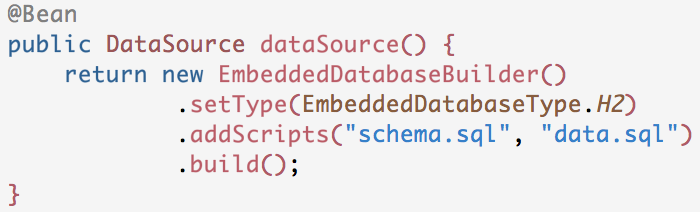 @Bean
public DataSource dataSource() {
    return new EmbeddedDatabaseBuilder()
            .setType(EmbeddedDatabaseType.H2)
            .addScripts("schema.sql", "data.sql")
            .build();
}